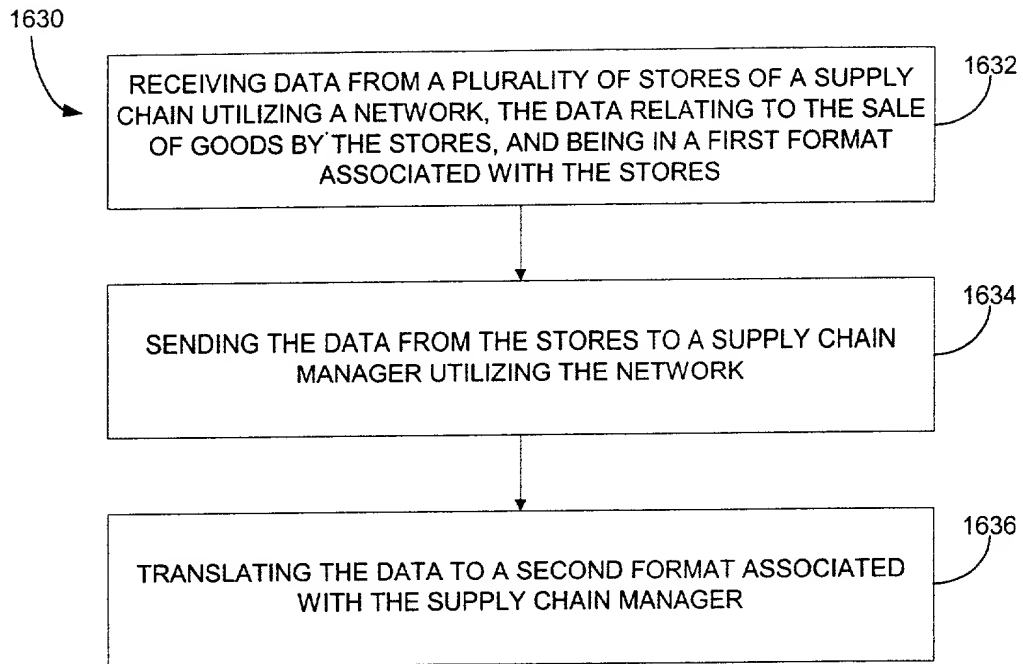 1630
RECEIVING DATA FROM A PLURALITY OF STORES OF A SUPPLY
CHAIN UTILIZING A NETWORK, THE DATA RELATING TO THE SALE
OF GOODS BY THE STORES, AND BEING IN A FIRST FORMAT
ASSOCIATED WITH THE STORES
1632
SENDING THE DATA FROM THE STORES TO A SUPPLY CHAIN
MANAGER UTILIZING THE NETWORK
1634
TRANSLATING THE DATA TO A SECOND FORMAT ASSOCIATED
WITH THE SUPPLY CHAIN MANAGER
1636